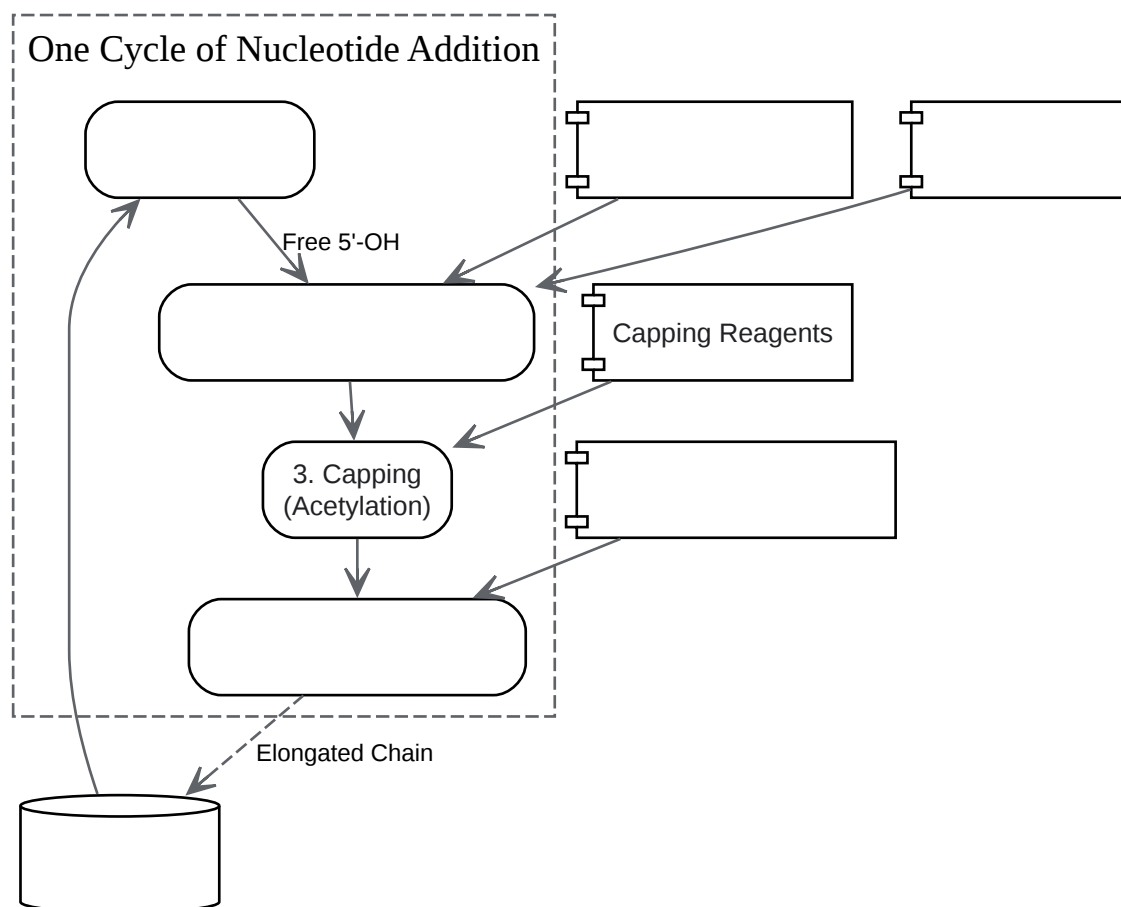 One Cycle of Nucleotide Addition
Free 5'-OH
Capping Reagents
3. Capping
(Acetylation)
Elongated Chain